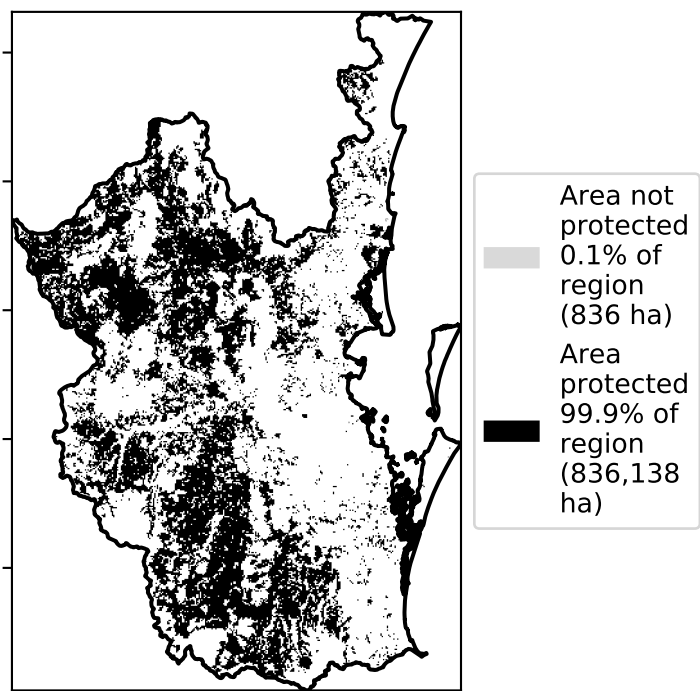 Area not
protected
0.1% of
region
(836 ha)
Area
protected
99.9% of
region
(836,138
ha)